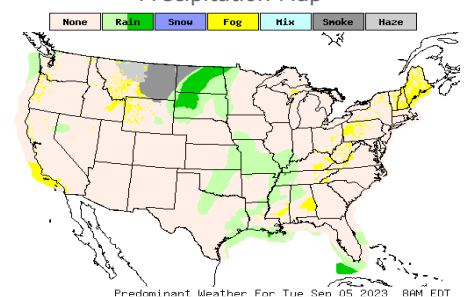 Precipitation Map
None Rain Snow Fog Mix Smoke Haze
Predominant Weather For Tue Sep 05 2023 8AM EDT